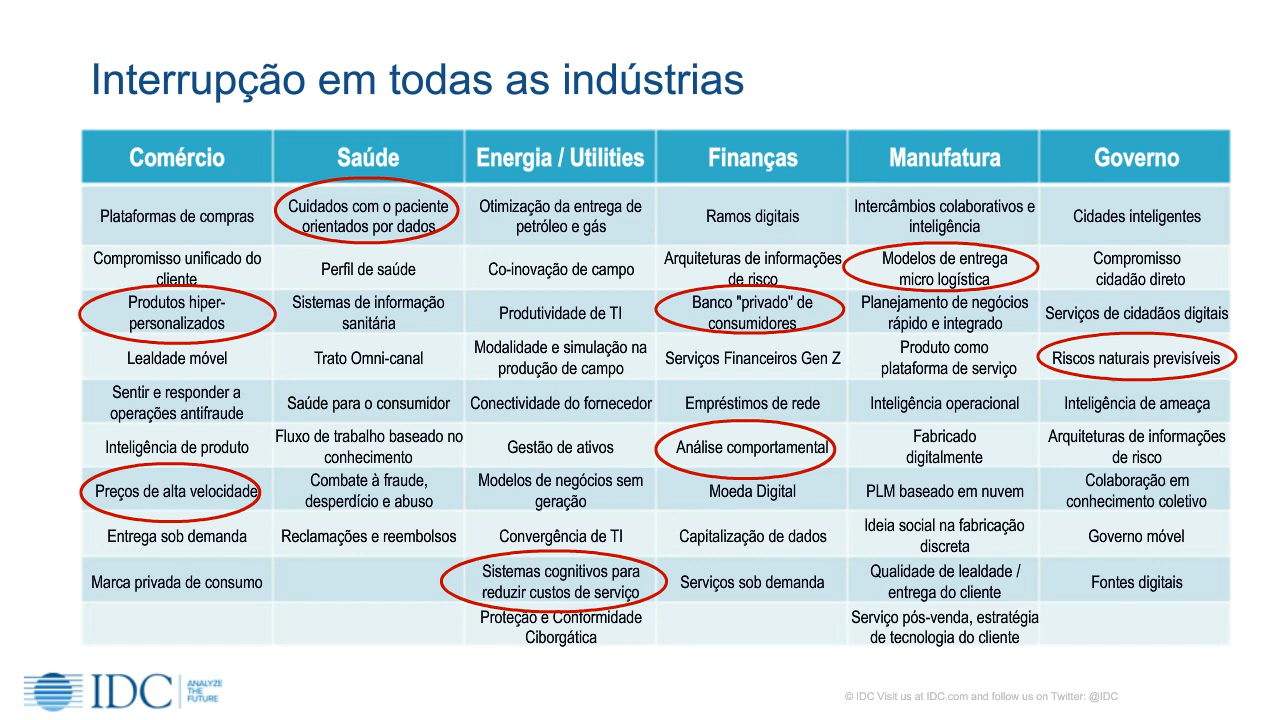 Interrupção em todas as indústrias
Comércio
Saúde
Energia / Utilities
Finanças
Manufatura
Governo
Plataformas de compras
Cuidados com o paciente
orientados por dados
Otimização da entrega de
petróleo e gás
Ramos digitais
Intercâmbios colaborativos e
inteligência
Cidades inteligentes
Compromisso unificado do
cliente
Perfil de saúde
Co-inovação de campo
Arquiteturas de informações
de risco
Modelos de entrega
micro logística
Compromisso
cidadão direto
Produtos hiper-
personalizados
Sistemas de informação
sanitária
Produtividade de TI
Banco "privado" de
consumidores
Planejamento de negócios
rápido e integrado
Serviços de cidadãos digitais
Lealdade móvel
Trato Omni-canal
Modalidade e simulação na
produção de campo
Serviços Financeiros Gen Z
Produto como
plataforma de serviço
Riscos naturais previsíveis
Sentir e responder a
operações antifraude
Saúde para o consumidor
Conectividade do fornecedor
Empréstimos de rede
Inteligência operacional
Inteligência de ameaça
Inteligência de produto
Fluxo de trabalho baseado no
conhecimento
Gestão de ativos
Análise comportamental
Fabricado
digitalmente
Arquiteturas de informações
de risco
Preços de alta velocidade
Combate à fraude,
desperdício e abuso
Modelos de negócios sem
geração
Moeda Digital
PLM baseado em nuvem
Colaboração em
conhecimento coletivo
Entrega sob demanda
Reclamações e reembolsos
Convergência de TI
Capitalização de dados
Ideia social na fabricação
discreta
Governo móvel
Marca privada de consumo
Sistemas cognitivos para
reduzir custos de serviço
Serviços sob demanda
Qualidade de lealdade /
entrega do cliente
Fontes digitais
Proteção e Conformidade
Ciborgática
Serviço pós-venda, estratégia
de tecnologia do cliente
IDC
ANALYZE
THE
FUTURE
© IDC Visit us at IDC.com and follow us on Twitter: @IDC